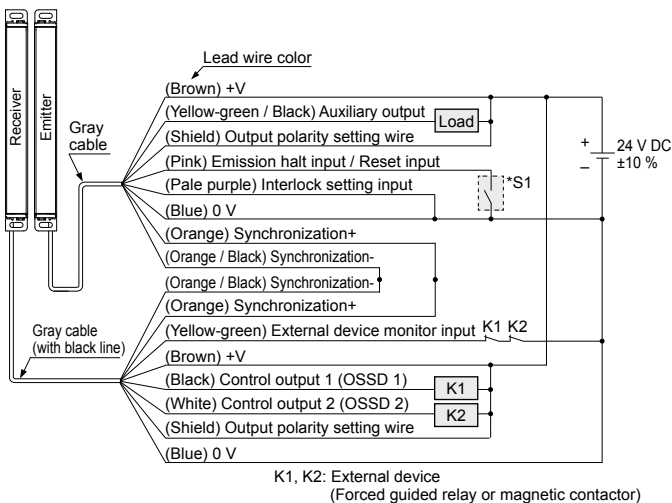 Receiver
Emitter
Lead wire color
Gray
cable
(Brown) +V
(Yellow-green / Black) Auxiliary output
Load
(Shield) Output polarity setting wire
(Pink) Emission halt input / Reset input
*S1
(Pale purple) Interlock setting input
(Blue) 0 V
+
–
24 V DC
±10 %
(Orange) Synchronization+
(Orange / Black) Synchronization-
(Orange / Black) Synchronization-
(Orange) Synchronization+
Gray cable
(with black line)
(Yellow-green) External device monitor input K1 K2
(Brown) +V
(Black) Control output 1 (OSSD 1)
K1
(White) Control output 2 (OSSD 2)
K2
(Shield) Output polarity setting wire
(Blue) 0 V
K1, K2: External device
(Forced guided relay or magnetic contactor)